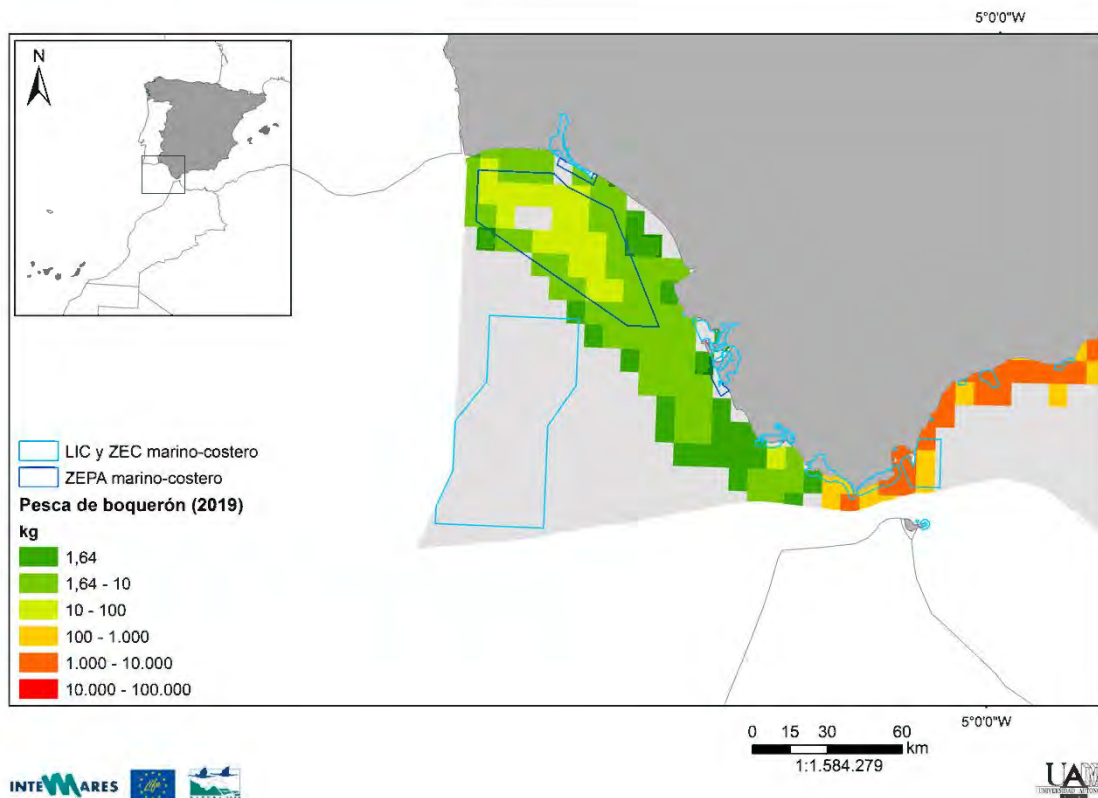 5°0'0"W
N
LIC y ZEC marino-costero
ZEPA marino-costero
Pesca de boquerón (2019)
kg
1,64
1,64 - 10
10 - 100
100 - 1.000
1.000 - 10.000
10.000 - 100.000
5°0'0"W
0 15 30 60
km
1:1.584.279
INTEMARES
Life
UAM